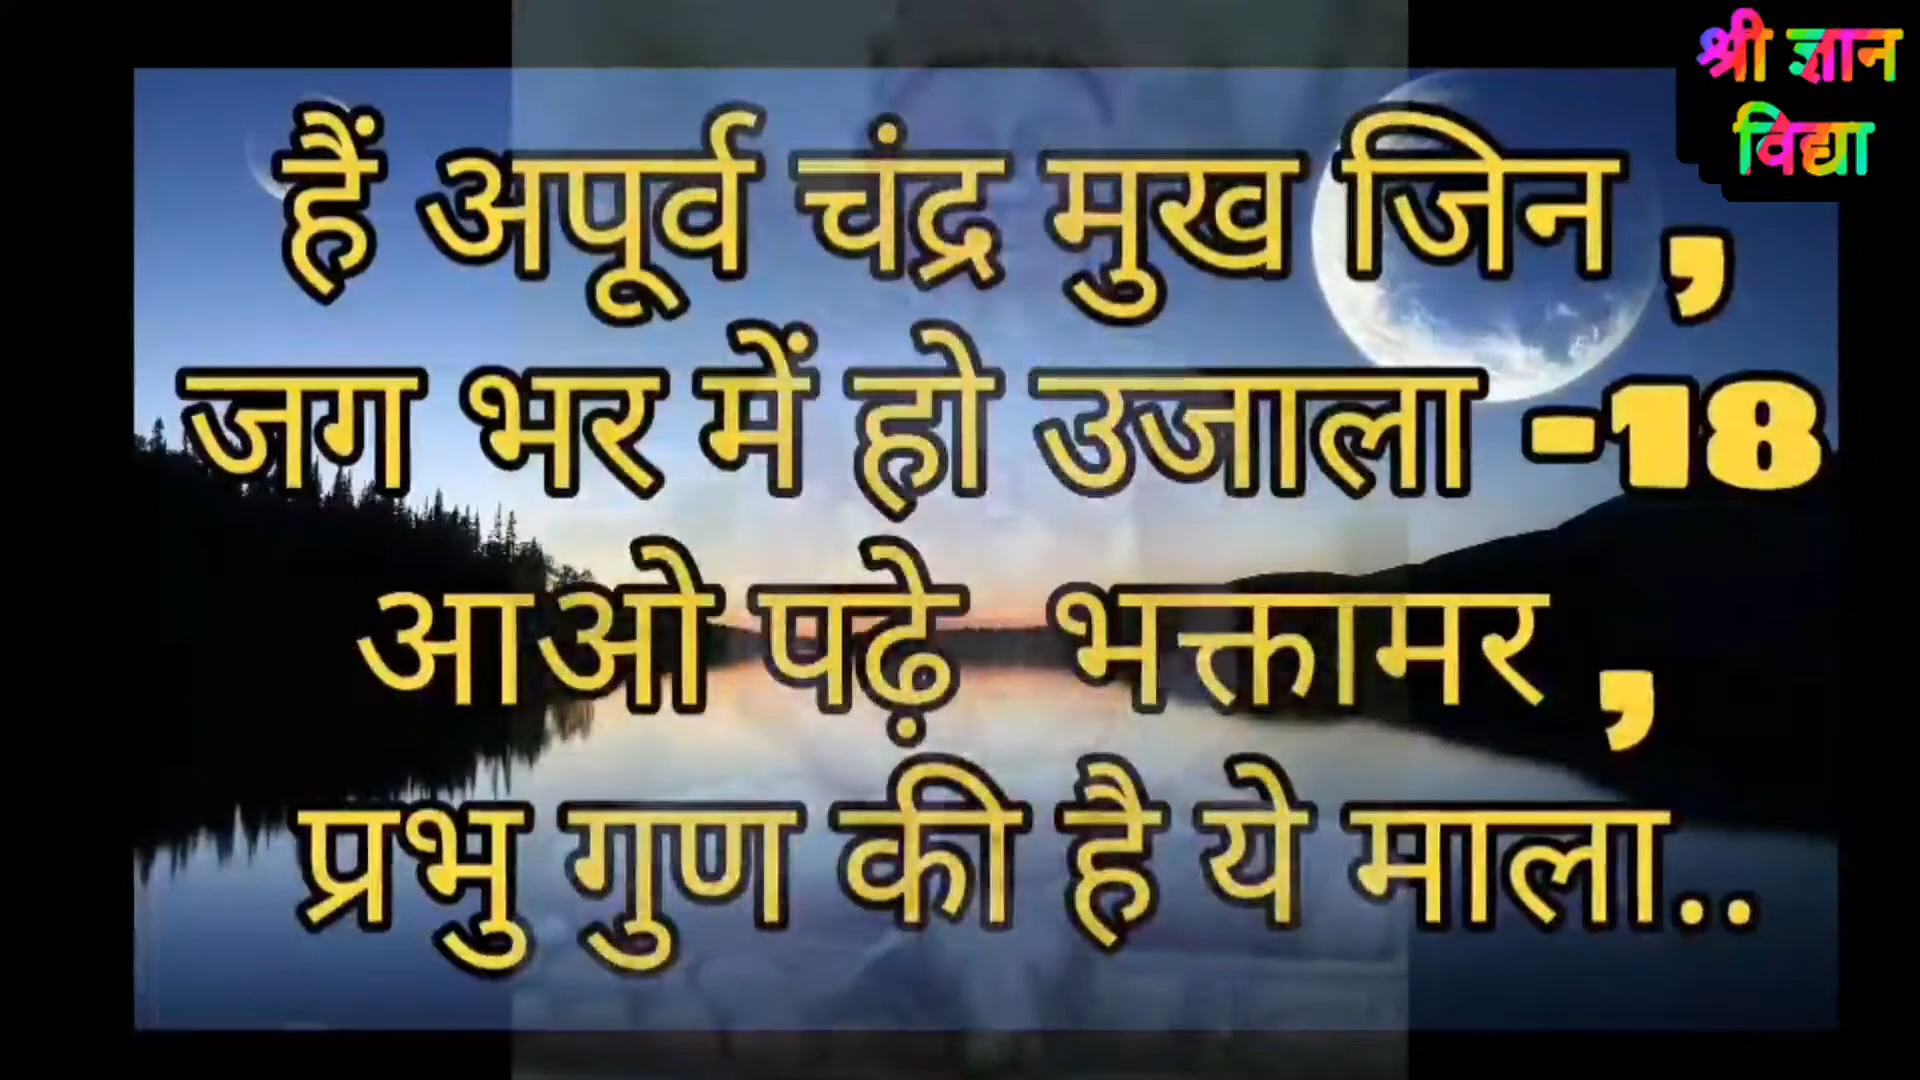 श्री ज्ञान
विद्या
हैं अपूर्व चंद्र मुख जिन ,
जग भर में हो उजाला -18
आओ पढ़े भक्तामर ,
प्रभु गुण की है ये माला..